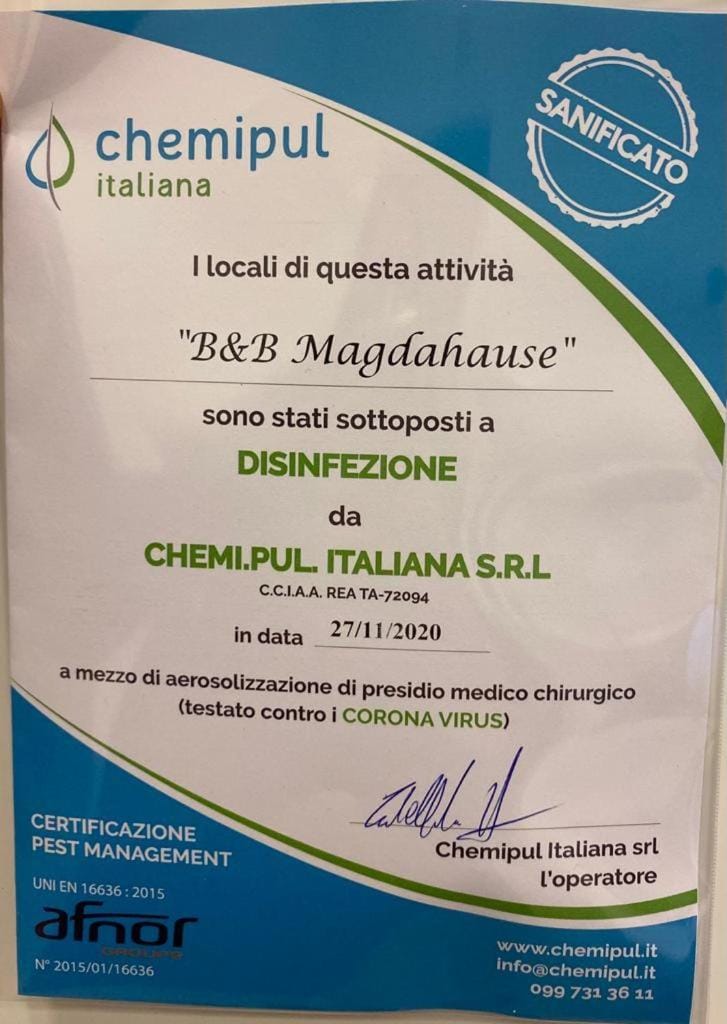 chemipul
italiana
SANIFICATO
I locali di questa attività
"B&B Magdahause"
sono stati sottoposti a
DISINFEZIONE
da
CHEMI.PUL. ITALIANA S.R.L
C.C.I.A.A. REA TA-72094
in data 27/11/2020
a mezzo di aerosolizzazione di presidio medico chirurgico
(testato contro i CORONA VIRUS)
Chemipul Italiana srl
l'operatore
CERTIFICAZIONE
PEST MANAGEMENT
UNI EN 16636 : 2015
afnor
GROUPE
N° 2015/01/16636
www.chemipul.it
info@chemipul.it
099 731 36 11